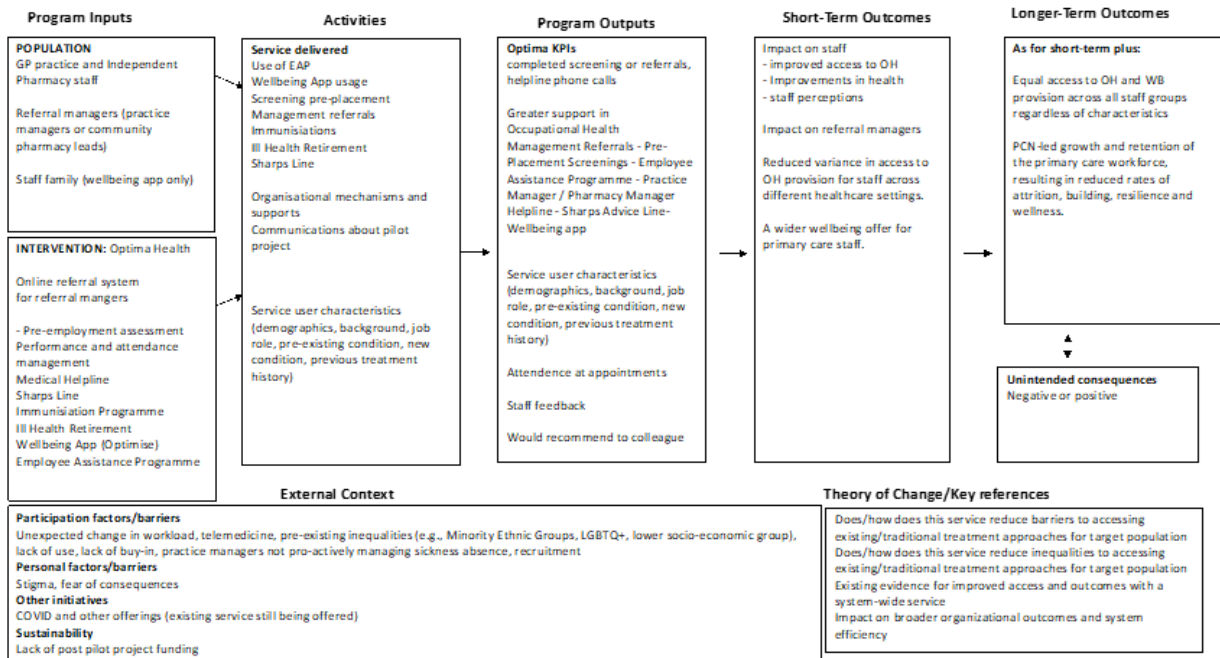 Program Inputs
POPULATION
GP practice and Independent
Pharmacy staff
Referral managers (practice
managers or community
pharmacy leads)
Staff family (wellbeing app only)
INTERVENTION: Optima Health
Online referral system
for referral mangers
- Pre-employment assessment
Performance and attendance
management
Medical Helpline
Sharps Line
Immunisiation Programme
Ill Health Retirement
Wellbeing App (Optimise)
Employee Assistance Programme
Activities
Service delivered
Use of EAP
Wellbeing App usage
Screening pre-placement
Management referrals
Immunisiations
Ill Health Retirement
Sharps Line
Organisational mechanisms and
supports
Communications about pilot
project
Service user characteristics
(demographics, background, job
role, pre-existing condition, new
condition, previous treatment
history)
Program Outputs
Optima KPIs
completed screening or referrals,
helpline phone calls
Greater support in
Occupational Health
Management Referrals - Pre-
Placement Screenings - Employee
Assistance Programme - Practice
Manager / Pharmacy Manager
Helpline - Sharps Advice Line-
Wellbeing app
Service user characteristics
(demographics, background, job
role, pre-existing condition, new
condition, previous treatment
history)
Attendence at appointments
Staff feedback
Would recommend to colleague
Short-Term Outcomes
Impact on staff
- improved access to OH
- Improvements in health
- staff perceptions
Impact on referral managers
Reduced variance in access to
OH provision for staff across
different healthcare settings.
A wider wellbeing offer for
primary care staff.
Longer-Term Outcomes
As for short-term plus:
Equal access to OH and WB
provision across all staff groups
regardless of characteristics
PCN-led growth and retention of
the primary care workforce,
resulting in reduced rates of
attrition, building, resilience and
wellness.
Unintended consequences
Negative or positive
External Context
Participation factors/barriers
Unexpected change in workload, telemedicine, pre-existing inequalities (e.g., Minority Ethnic Groups, LGBTQ+, lower socio-economic group),
lack of use, lack of buy-in, practice managers not pro-actively managing sickness absence, recruitment
Personal factors/barriers
Stigma, fear of consequences
Other initiatives
COVID and other offerings (existing service still being offered)
Sustainability
Lack of post pilot project funding
Theory of Change/Key references
Does/how does this service reduce barriers to accessing
existing/traditional treatment approaches for target population
Does/how does this service reduce inequalities to accessing
existing/traditional treatment approaches for target population
Existing evidence for improved access and outcomes with a
system-wide service
Impact on broader organizational outcomes and system
efficiency